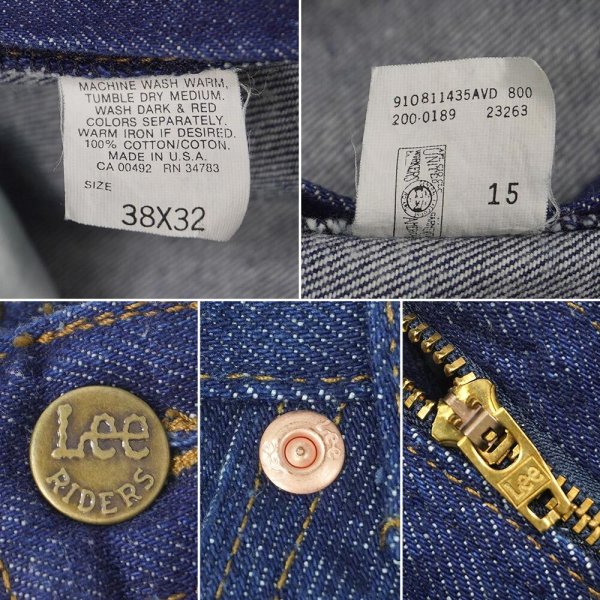 MACHINE WASH WARM,
TUMBLE DRY MEDIUM.
WASH DARK & RED
COLORS SEPARATELY.
WARM IRON IF DESIRED.
100% COTTON/COTON.
MADE IN U.S.A.
CA 00492 RN 34783
SIZE
38X32
910811435AVD 800
200-0189 23263
15
Lee
RIDERS
Lee
Lee